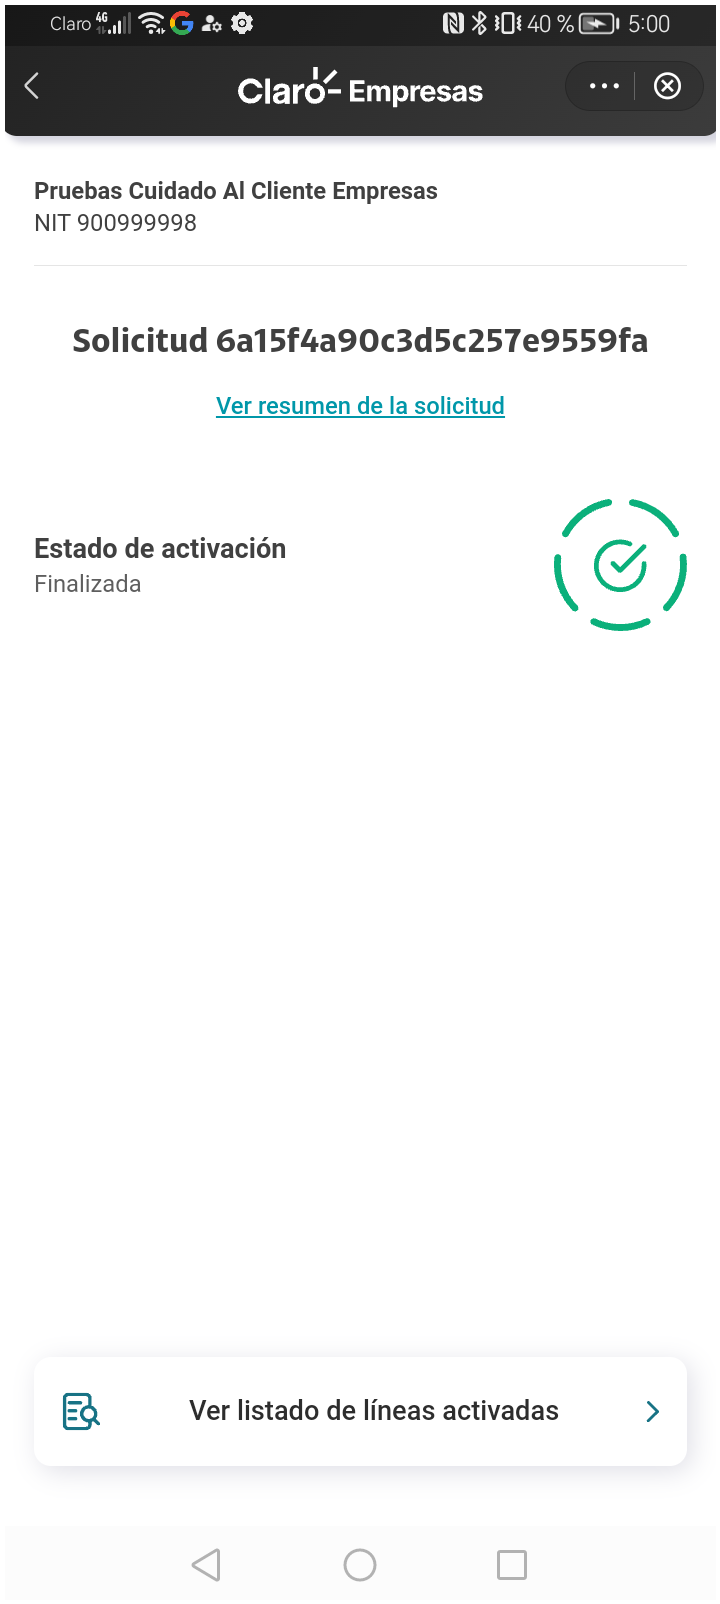 Claro 4G 40 % 5:00
Claro Empresas
Pruebas Cuidado Al Cliente Empresas
NIT 900999998
Solicitud 6a15f4a90c3d5c257e9559fa
Ver resumen de la solicitud
Estado de activación
Finalizada
Ver listado de líneas activadas